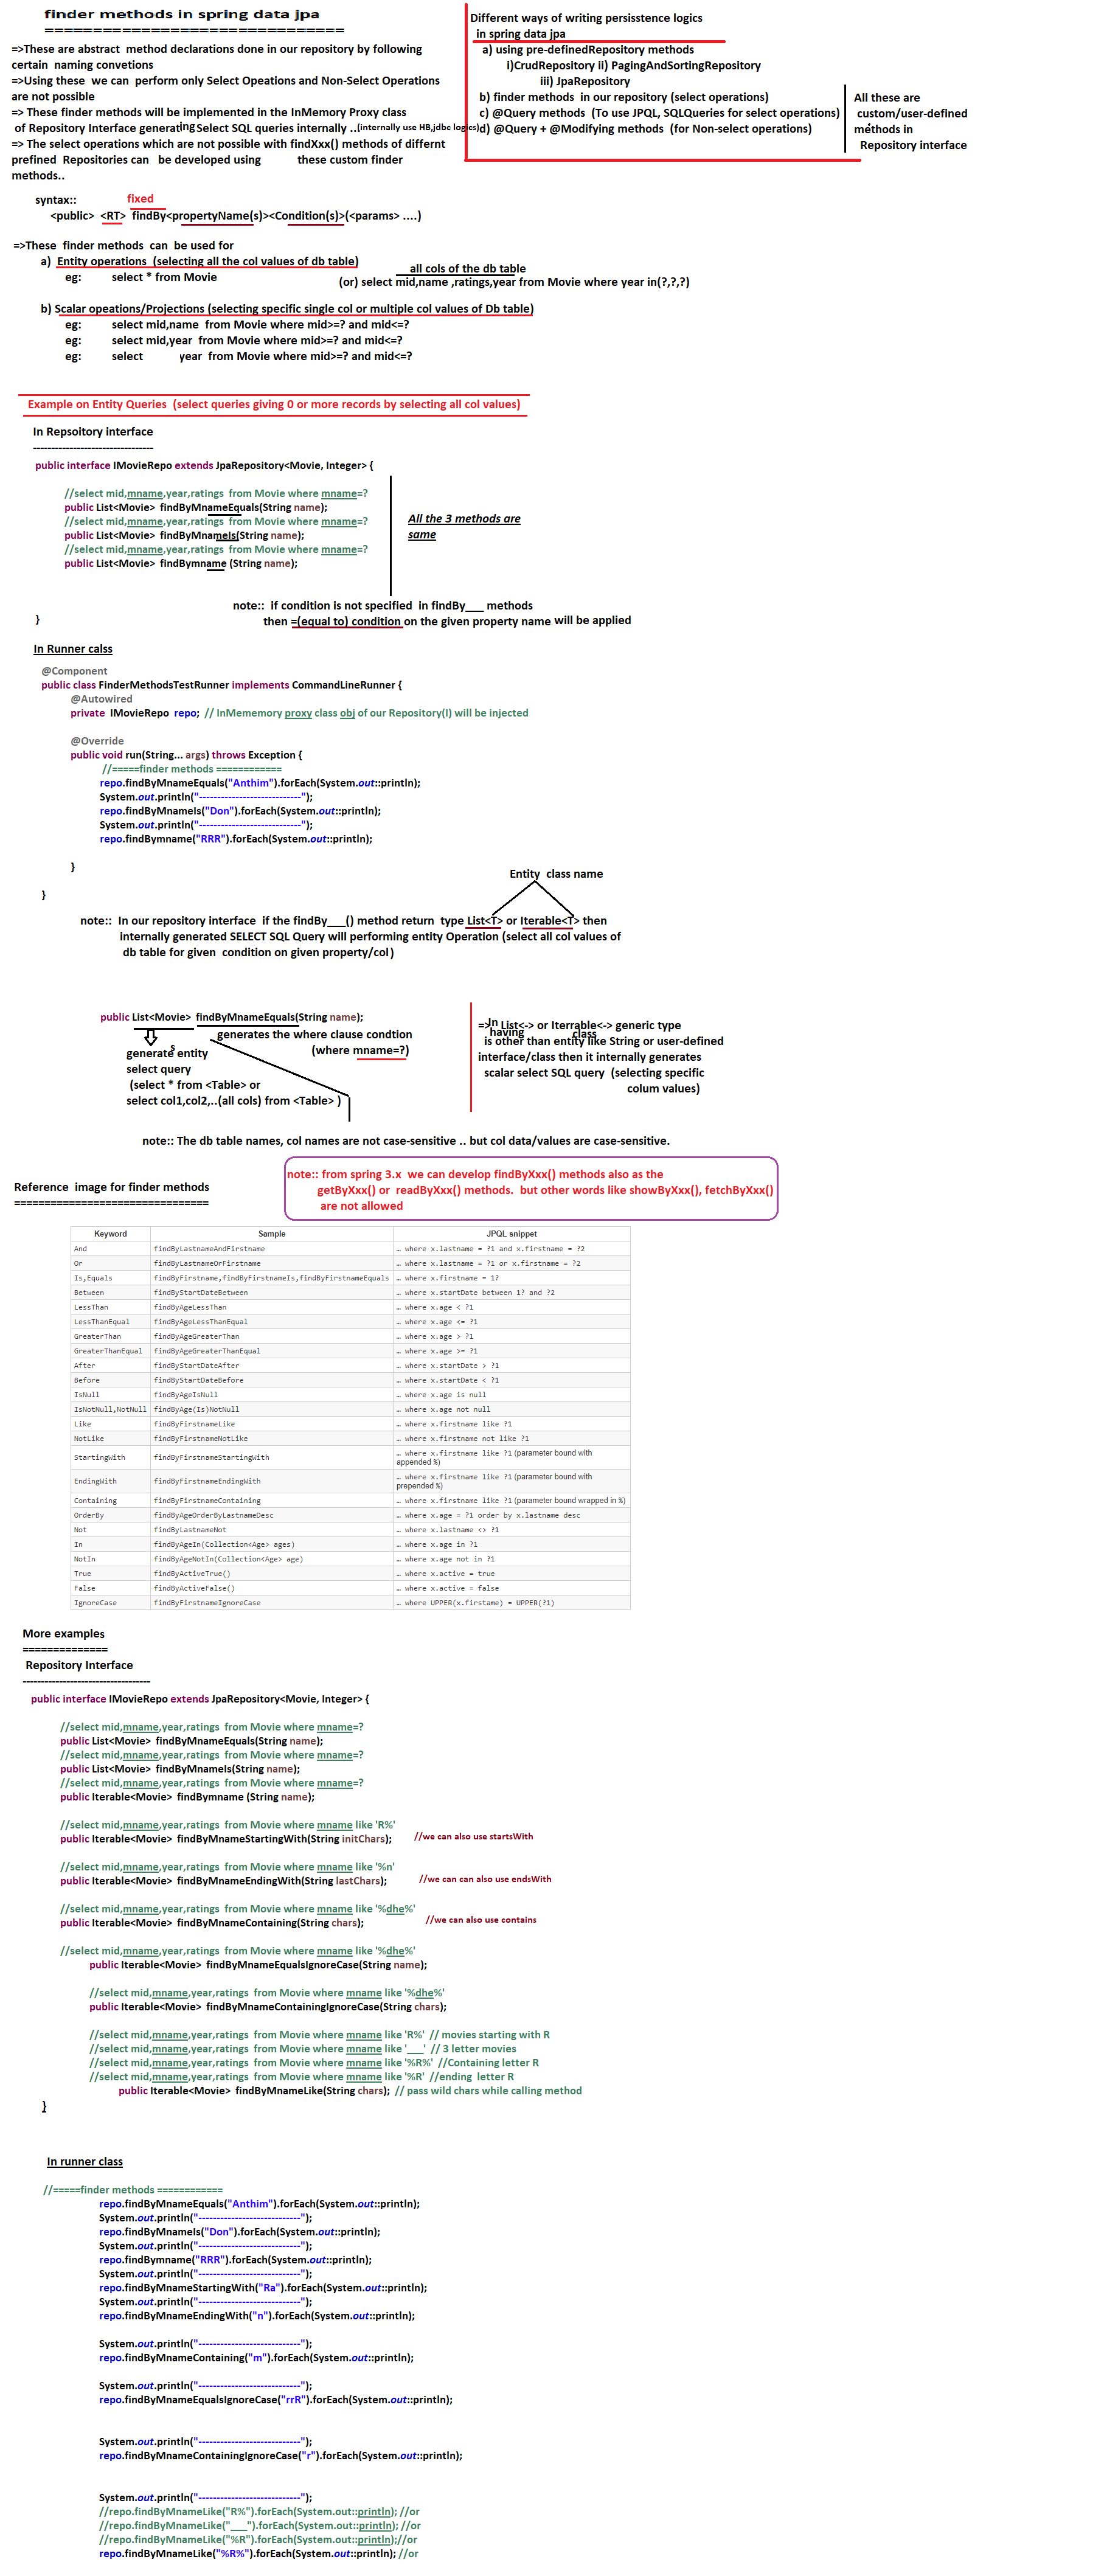 finder methods in spring data jpa
==============================
=>These are abstract method declarations done in our repository by following
certain naming convetions
=>Using these we can perform only Select Opeations and Non-Select Operations
are not possible
=> These finder methods will be implemented in the InMemory Proxy class
of Repository Interface generating Select SQL queries internally ..(internally use HB,jdbc logics)
=> The select operations which are not possible with findXxx() methods of differnt
prefined Repositories can be developed using these custom finder
methods..
Different ways of writing persisstence logics
in spring data jpa
a) using pre-definedRepository methods
i)CrudRepository ii) PagingAndSortingRepository
iii) JpaRepository
b) finder methods in our repository (select operations)
c) @Query methods (To use JPQL, SQLQueries for select operations)
d) @Query + @Modifying methods (for Non-select operations)
All these are
custom/user-defined
methods in
Repository interface
syntax:: fixed
<public> <RT> findBy<propertyName(s)><Condition(s)>(<params> ....)
=>These finder methods can be used for
a) Entity operations (selecting all the col values of db table)
eg: select * from Movie
all cols of the db table
(or) select mid,name ,ratings,year from Movie where year in(?,?,?)
b) Scalar opeations/Projections (selecting specific single col or multiple col values of Db table)
eg: select mid,name from Movie where mid>=? and mid<=?
eg: select mid,year from Movie where mid>=? and mid<=?
eg: select year from Movie where mid>=? and mid<=?
Example on Entity Queries (select queries giving 0 or more records by selecting all col values)
In Repsoitory interface
---------------------------------
public interface IMovieRepo extends JpaRepository<Movie, Integer> {
//select mid,mname,year,ratings from Movie where mname=?
public List<Movie> findByMnameEquals(String name);
//select mid,mname,year,ratings from Movie where mname=?
public List<Movie> findByMnameIs(String name);
//select mid,mname,year,ratings from Movie where mname=?
public List<Movie> findBymname (String name);
All the 3 methods are
same
note:: if condition is not specified in findBy___ methods
then =(equal to) condition on the given property name will be applied
}
In Runner calss
@Component
public class FinderMethodsTestRunner implements CommandLineRunner {
@Autowired
private IMovieRepo repo; // InMememory proxy class obj of our Repository(I) will be injected
@Override
public void run(String... args) throws Exception {
//=====finder methods ============
repo.findByMnameEquals("Anthim").forEach(System.out::println);
System.out.println("----------------------------");
repo.findByMnameIs("Don").forEach(System.out::println);
System.out.println("----------------------------");
repo.findBymname("RRR").forEach(System.out::println);
}
}
Entity class name
note:: In our repository interface if the findBy___() method return type List<T> or Iterable<T> then
internally generated SELECT SQL Query will performing entity Operation (select all col values of
db table for given condition on given property/col)
public List<Movie> findByMnameEquals(String name);
generates the where clause condtion
(where mname=?)
generate entity
s
select query
(select * from <Table> or
select col1,col2,..(all cols) from <Table> )
=> In List<-> or Iterrable<-> generic type
having class
is other than entity like String or user-defined
interface/class then it internally generates
scalar select SQL query (selecting specific
colum values)
note:: The db table names, col names are not case-sensitive .. but col data/values are case-sensitive.
note:: from spring 3.x we can develop findByXxx() methods also as the
getByXxx() or readByXxx() methods. but other words like showByXxx(), fetchByXxx()
are not allowed
Reference image for finder methods
================================
Keyword Sample JPQL snippet
And findByLastnameAndFirstname … where x.lastname = ?1 and x.firstname = ?2
Or findByLastnameOrFirstname … where x.lastname = ?1 or x.firstname = ?2
Is,Equals findByFirstname,findByFirstnameIs,findByFirstnameEquals … where x.firstname = 1?
Between findByStartDateBetween … where x.startDate between 1? and ?2
LessThan findByAgeLessThan … where x.age < ?1
LessThanEqual findByAgeLessThanEqual … where x.age <= ?1
GreaterThan findByAgeGreaterThan … where x.age > ?1
GreaterThanEqual findByAgeGreaterThanEqual … where x.age >= ?1
After findByStartDateAfter … where x.startDate > ?1
Before findByStartDateBefore … where x.startDate < ?1
IsNull findByAgeIsNull … where x.age is null
IsNotNull,NotNull findByAge(Is)NotNull … where x.age not null
Like findByFirstnameLike … where x.firstname like ?1
NotLike findByFirstnameNotLike … where x.firstname not like ?1
StartingWith findByFirstnameStartingWith … where x.firstname like ?1 (parameter bound with
appended %)
EndingWith findByFirstnameEndingWith … where x.firstname like ?1 (parameter bound with
prepended %)
Containing findByFirstnameContaining … where x.firstname like ?1 (parameter bound wrapped in %)
OrderBy findByAgeOrderByLastnameDesc … where x.age = ?1 order by x.lastname desc
Not findByLastnameNot … where x.lastname <> ?1
In findByAgeIn(Collection<Age> ages) … where x.age in ?1
NotIn findByAgeNotIn(Collection<Age> age) … where x.age not in ?1
True findByActiveTrue() … where x.active = true
False findByActiveFalse() … where x.active = false
IgnoreCase findByFirstnameIgnoreCase … where UPPER(x.firstame) = UPPER(?1)
More examples
==============
Repository Interface
-----------------------------------
public interface IMovieRepo extends JpaRepository<Movie, Integer> {
//select mid,mname,year,ratings from Movie where mname=?
public List<Movie> findByMnameEquals(String name);
//select mid,mname,year,ratings from Movie where mname=?
public List<Movie> findByMnameIs(String name);
//select mid,mname,year,ratings from Movie where mname=?
public Iterable<Movie> findBymname (String name);
//select mid,mname,year,ratings from Movie where mname like 'R%'
public Iterable<Movie> findByMnameStartingWith(String initChars); //we can also use startsWith
//select mid,mname,year,ratings from Movie where mname like '%n'
public Iterable<Movie> findByMnameEndingWith(String lastChars); //we can can also use endsWith
//select mid,mname,year,ratings from Movie where mname like '%dhe%'
public Iterable<Movie> findByMnameContaining(String chars); //we can also use contains
//select mid,mname,year,ratings from Movie where mname like '%dhe%'
public Iterable<Movie> findByMnameEqualsIgnoreCase(String name);
//select mid,mname,year,ratings from Movie where mname like '%dhe%'
public Iterable<Movie> findByMnameContainingIgnoreCase(String chars);
//select mid,mname,year,ratings from Movie where mname like 'R%' // movies starting with R
//select mid,mname,year,ratings from Movie where mname like '___' // 3 letter movies
//select mid,mname,year,ratings from Movie where mname like '%R%' //Containing letter R
//select mid,mname,year,ratings from Movie where mname like '%R' //ending letter R
public Iterable<Movie> findByMnameLike(String chars); // pass wild chars while calling method
}
In runner class
//=====finder methods ============
repo.findByMnameEquals("Anthim").forEach(System.out::println);
System.out.println("----------------------------");
repo.findByMnameIs("Don").forEach(System.out::println);
System.out.println("----------------------------");
repo.findBymname("RRR").forEach(System.out::println);
System.out.println("----------------------------");
repo.findByMnameStartingWith("Ra").forEach(System.out::println);
System.out.println("----------------------------");
repo.findByMnameEndingWith("n").forEach(System.out::println);
System.out.println("----------------------------");
repo.findByMnameContaining("m").forEach(System.out::println);
System.out.println("----------------------------");
repo.findByMnameEqualsIgnoreCase("rrR").forEach(System.out::println);
System.out.println("----------------------------");
repo.findByMnameContainingIgnoreCase("r").forEach(System.out::println);
System.out.println("----------------------------");
//repo.findByMnameLike("R%").forEach(System.out::println); //or
//repo.findByMnameLike("___").forEach(System.out::println); //or
//repo.findByMnameLike("%R").forEach(System.out::println);//or
repo.findByMnameLike("%R%").forEach(System.out::println); //or